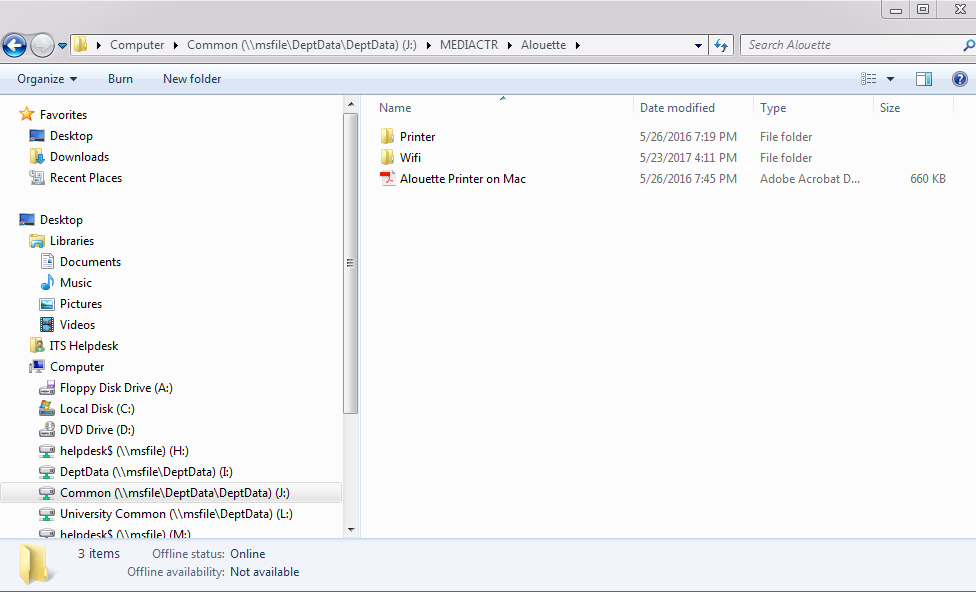 Computer Common (\\msfile\DeptData\DeptData) (J:) MEDIACTR Alouette Search Alouette
Organize Burn New folder
Favorites
Desktop
Downloads
Recent Places
Desktop
Libraries
Documents
Music
Pictures
Videos
ITS Helpdesk
Computer
Floppy Disk Drive (A:)
Local Disk (C:)
DVD Drive (D:)
helpdesk$ (\\msfile) (H:)
DeptData (\\msfile\DeptData) (I:)
Common (\\msfile\DeptData\DeptData) (J:)
University Common (\\msfile\DeptData) (L:)
helpdesk$ (\\msfile) (M:)
Name Date modified Type Size
Printer 5/26/2016 7:19 PM File folder
Wifi 5/23/2017 4:11 PM File folder
Alouette Printer on Mac 5/26/2016 7:45 PM Adobe Acrobat D... 660 KB
3 items Offline status: Online
Offline availability: Not available